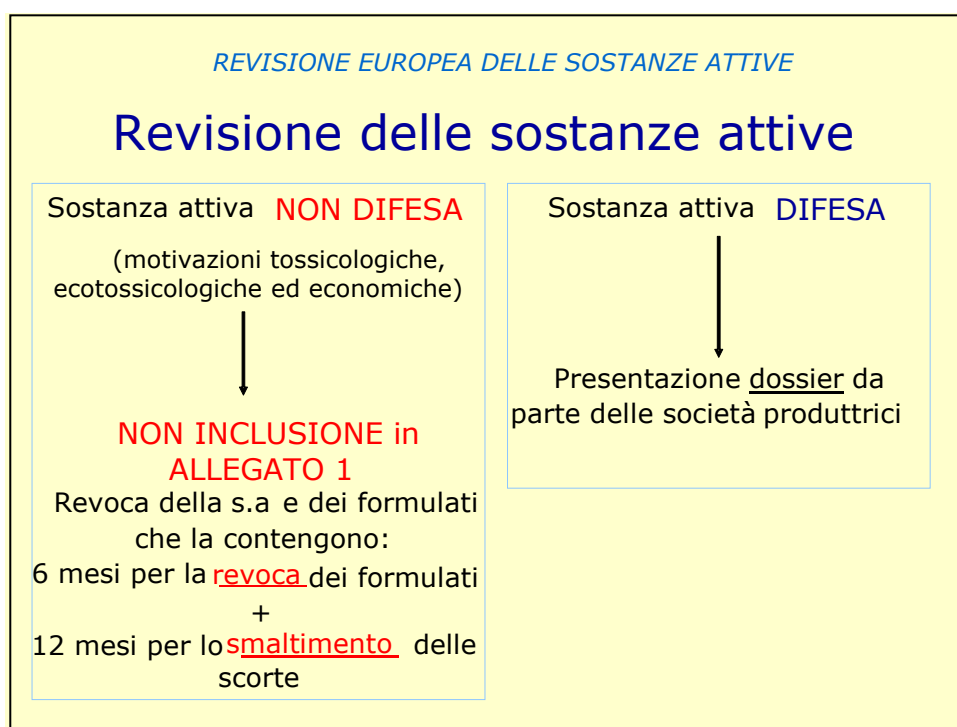 REVISIONE EUROPEA DELLE SOSTANZE ATTIVE
Revisione delle sostanze attive
Sostanza attiva NON DIFESA
(motivazioni tossicologiche,
ecotossicologiche ed economiche)
NON INCLUSIONE in
ALLEGATO 1
Revoca della s.a e dei formulati
che la contengono:
6 mesi per la revoca dei formulati
+
12 mesi per lo smaltimento delle
scorte
Sostanza attiva DIFESA
Presentazione dossier da
parte delle società produttrici